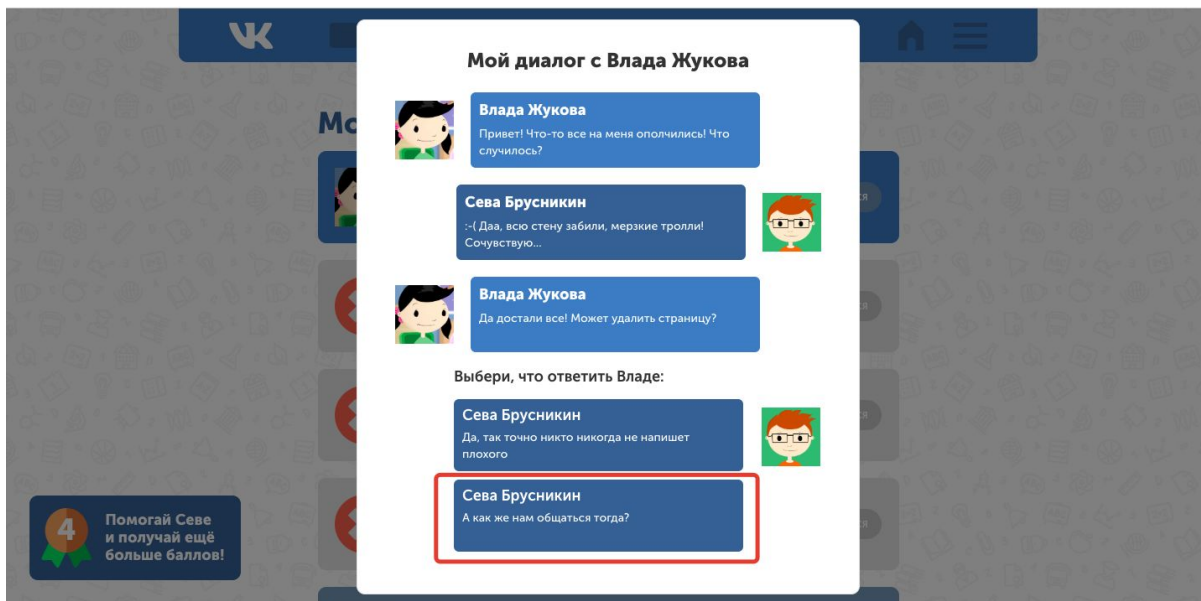 VK
Мо
Мой диалог с Влада Жукова
Влада Жукова
Привет! Что-то все на меня ополчились! Что
случилось?
Сева Брусникин
:-( Даа, всю стену забили, мерзкие тролли!
Сочувствую...
Влада Жукова
Да достали все! Может удалить страницу?
Выбери, что ответить Владе:
Сева Брусникин
Да, так точно никто никогда не напишет
плохого
Сева Брусникин
А как же нам общаться тогда?
4
Помогай Севе
и получай ещё
больше баллов!